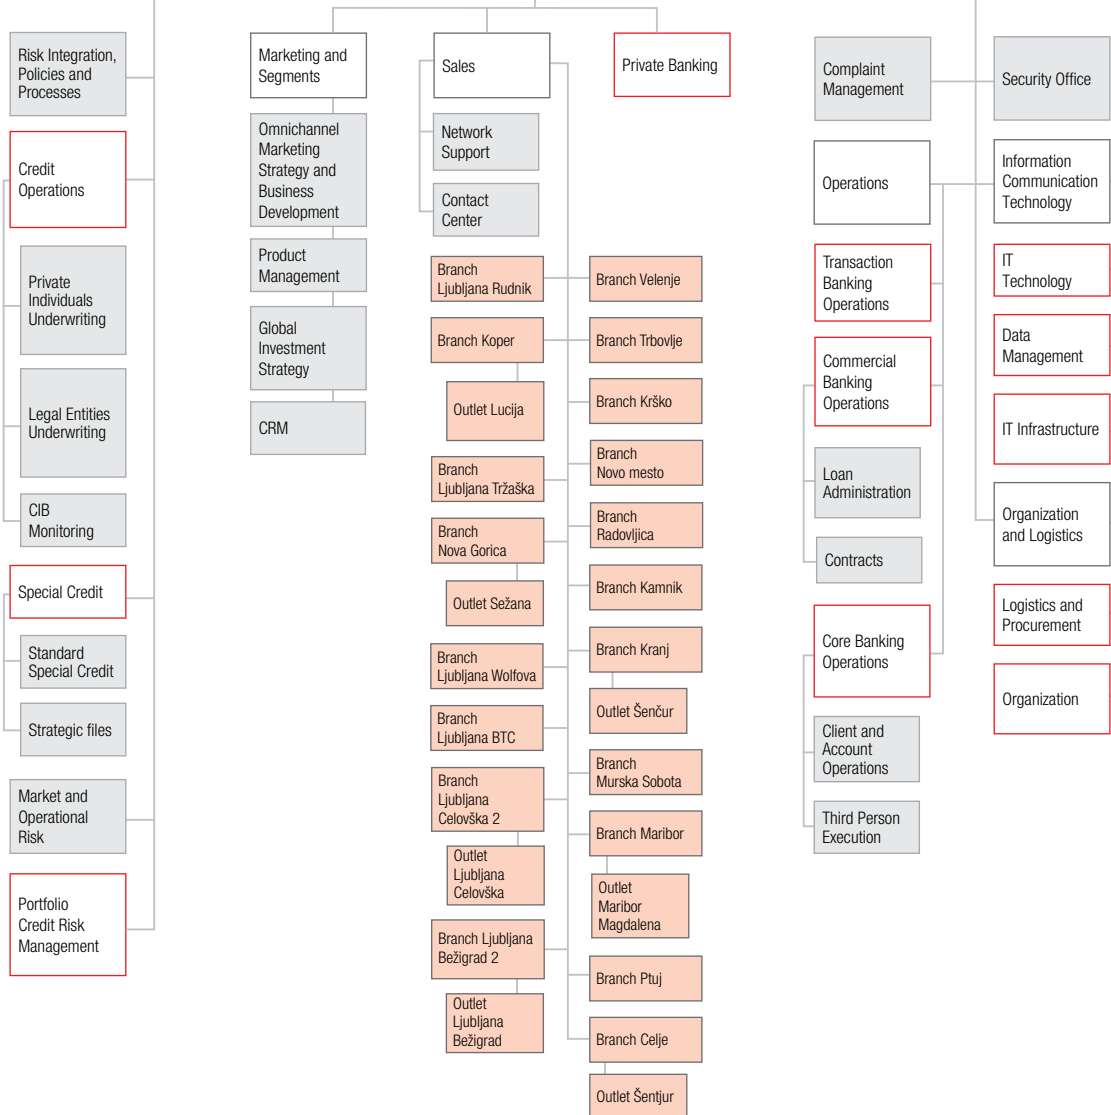 Risk Integration,
Policies and
Processes
Credit
Operations
Private
Individuals
Underwriting
Legal Entities
Underwriting
CIB
Monitoring
Special Credit
Standard
Special Credit
Strategic files
Market and
Operational
Risk
Portfolio
Credit Risk
Management
Marketing and
Segments
Omnichannel
Marketing
Strategy and
Business
Development
Product
Management
Global
Investment
Strategy
CRM
Sales
Network
Support
Contact
Center
Branch
Ljubljana Rudnik
Branch Koper
Outlet Lucija
Branch
Ljubljana Tržaška
Branch
Nova Gorica
Outlet Sežana
Branch
Ljubljana Wolfova
Branch
Ljubljana BTC
Branch
Ljubljana
Celovška 2
Outlet
Ljubljana
Celovška
Branch Ljubljana
Bežigrad 2
Outlet
Ljubljana
Bežigrad
Branch Velenje
Branch Trbovlje
Branch Krško
Branch
Novo mesto
Branch
Radovljica
Branch Kamnik
Branch Kranj
Outlet Šenčur
Branch
Murska Sobota
Branch Maribor
Outlet
Maribor
Magdalena
Branch Ptuj
Branch Celje
Outlet Šentjur
Private Banking
Complaint
Management
Operations
Transaction
Banking
Operations
Commercial
Banking
Operations
Loan
Administration
Contracts
Core Banking
Operations
Client and
Account
Operations
Third Person
Execution
Security Office
Information
Communication
Technology
IT
Technology
Data
Management
IT Infrastructure
Organization
and Logistics
Logistics and
Procurement
Organization